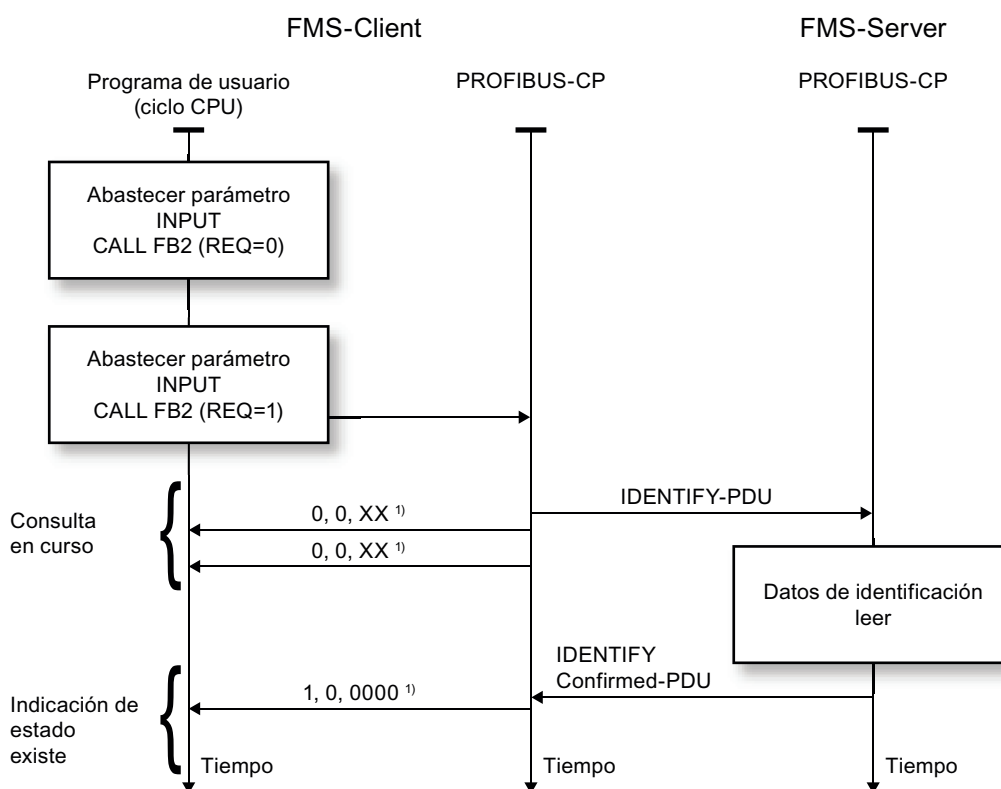 FMS-Client
FMS-Server
Programa de usuario
(ciclo CPU)
PROFIBUS-CP
PROFIBUS-CP
Abastecer parámetro
INPUT
CALL FB2 (REQ=0)
Abastecer parámetro
INPUT
CALL FB2 (REQ=1)
Consulta
en curso
0, 0, XX 1)
0, 0, XX 1)
IDENTIFY-PDU
Datos de identificación
leer
IDENTIFY
Confirmed-PDU
1, 0, 0000 1)
Indicación de
estado
existe
Tiempo
Tiempo
Tiempo